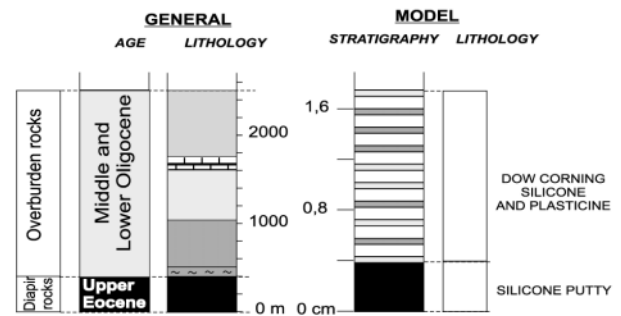 GENERAL
MODEL
AGE
LITHOLOGY
STRATIGRAPHY
LITHOLOGY
Overburden rocks
Diapir
rocks
Middle and
Lower Oligocene
Upper
Eocene
2000
1000
0 m
1,6
0,8
0 cm
DOW CORNING
SILICONE
AND PLASTICINE
SILICONE PUTTY